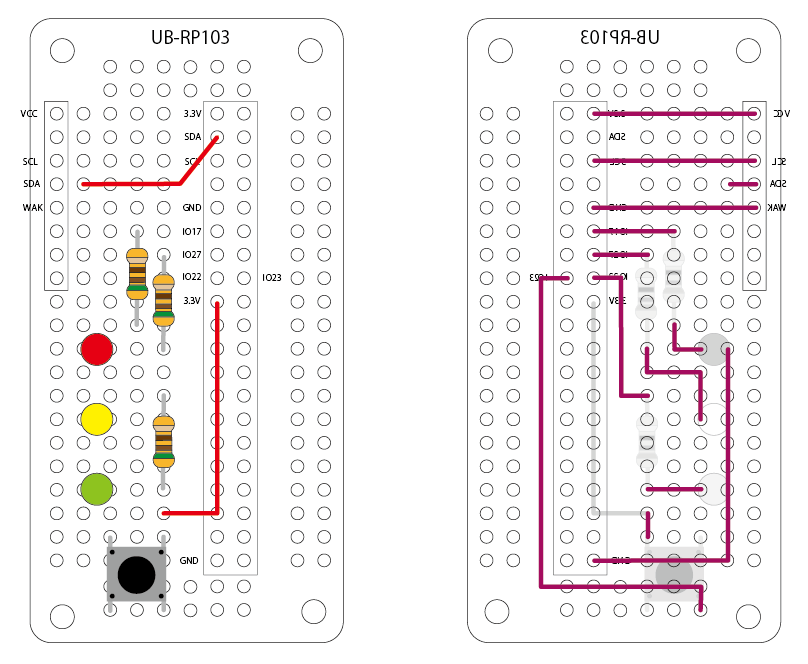 UB-RP103
VCC
3.3V
SDA
SCL
SCL
SDA
WAK
GND
IO17
IO27
IO22
IO23
3.3V
GND
UB-RP103
3.3V
VCC
SDA
SCL
SCL
SDA
GND
WAK
IO17
IO27
IO23
IO22
3.3V
GND